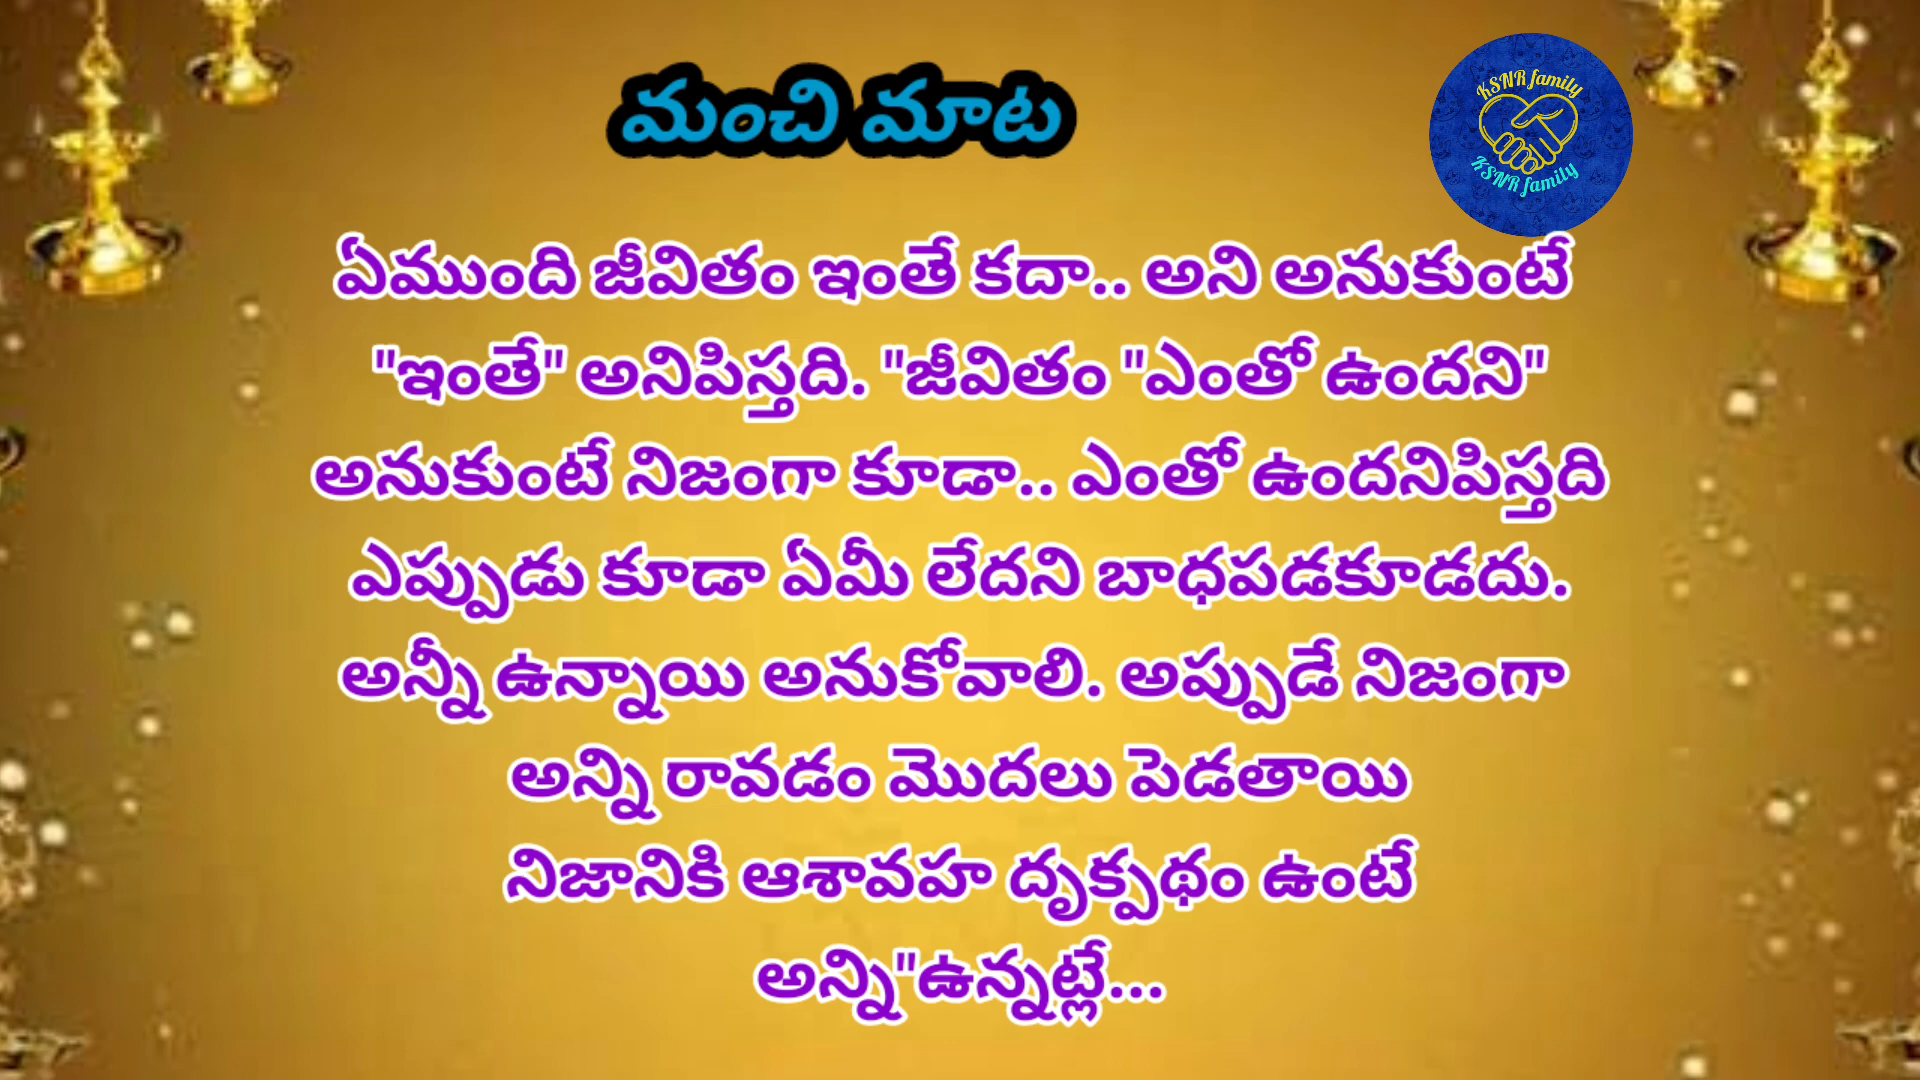 మంచి మాట
KSNR family
KSNR family
ఏముంది జీవితం ఇంతే కదా.. అని అనుకుంటే
"ఇంతే" అనిపిస్తది. "జీవితం "ఎంతో ఉందని"
అనుకుంటే నిజంగా కూడా.. ఎంతో ఉందనిపిస్తది
ఎప్పుడు కూడా ఏమీ లేదని బాధపడకూడదు.
అన్నీ ఉన్నాయి అనుకోవాలి. అప్పుడే నిజంగా
అన్ని రావడం మొదలు పెడతాయి
నిజానికి ఆశావహ దృక్పథం ఉంటే
అన్ని"ఉన్నట్లే...